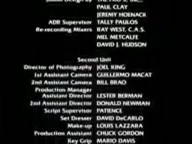 PAUL CLAY
JEREMY HOENACK
ADR Supervisor TALLY PAULOS
Re-recording Mixers RAY WEST, C.A.S.
MEL METCALFE
DAVID J. HUDSON
Second Unit
Director of Photography JOEL KING
1st Assistant Camera GUILLERMO MACAT
2nd Assistant Camera BILL BRAO
Production Manager
Assistant Director LESTER BERMAN
2nd Assistant Director DONALD NEWMAN
Script Supervisor PATIENCE
Set Dresser DAVID DeCARLO
Make-up LOUIS LAZZARA
Production Assistant CHUCK GORDON
Key Grip MARIO DAVIS